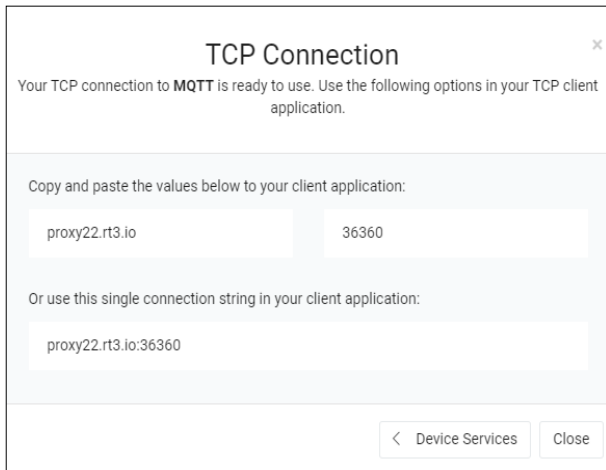 ×
TCP Connection
Your TCP connection to MQTT is ready to use. Use the following options in your TCP client
application.
Copy and paste the values below to your client application:
proxy22.rt3.io 36360
Or use this single connection string in your client application:
proxy22.rt3.io:36360
< Device Services Close